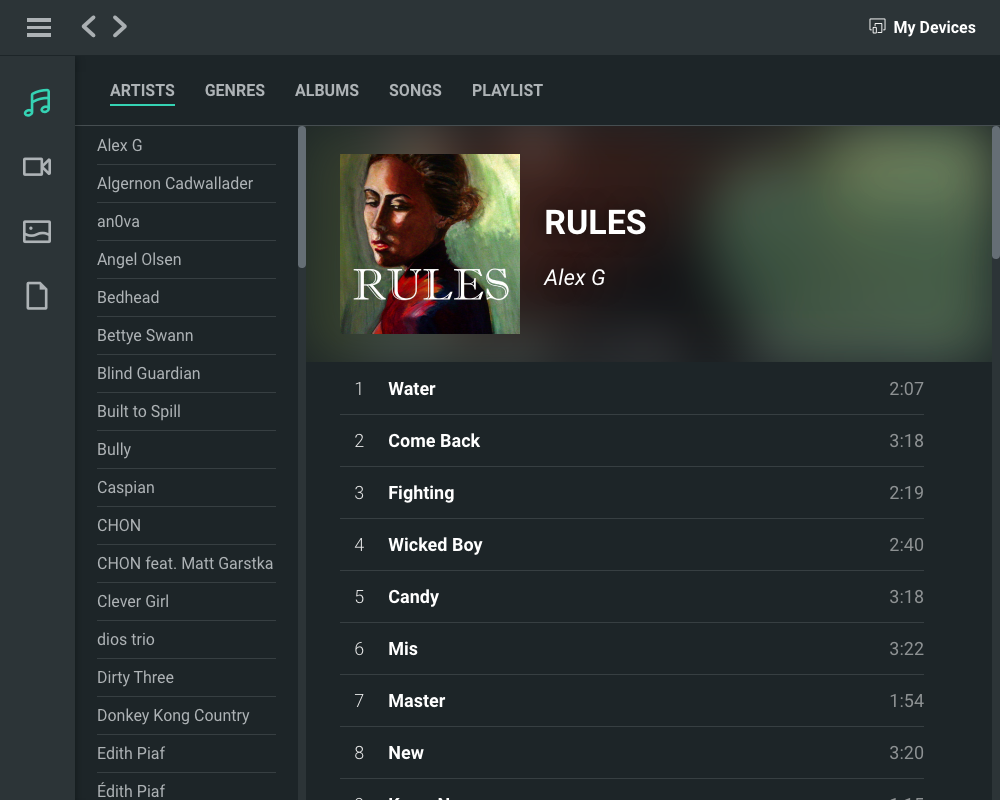 My Devices
ARTISTS GENRES ALBUMS SONGS PLAYLIST
Alex G
Algernon Cadwallader
an0va
Angel Olsen
Bedhead
Bettye Swann
Blind Guardian
Built to Spill
Bully
Caspian
CHON
CHON feat. Matt Garstka
Clever Girl
dios trio
Dirty Three
Donkey Kong Country
Edith Piaf
Édith Piaf
RULES
RULES
Alex G
1 Water 2:07
2 Come Back 3:18
3 Fighting 2:19
4 Wicked Boy 2:40
5 Candy 3:18
6 Mis 3:22
7 Master 1:54
8 New 3:20